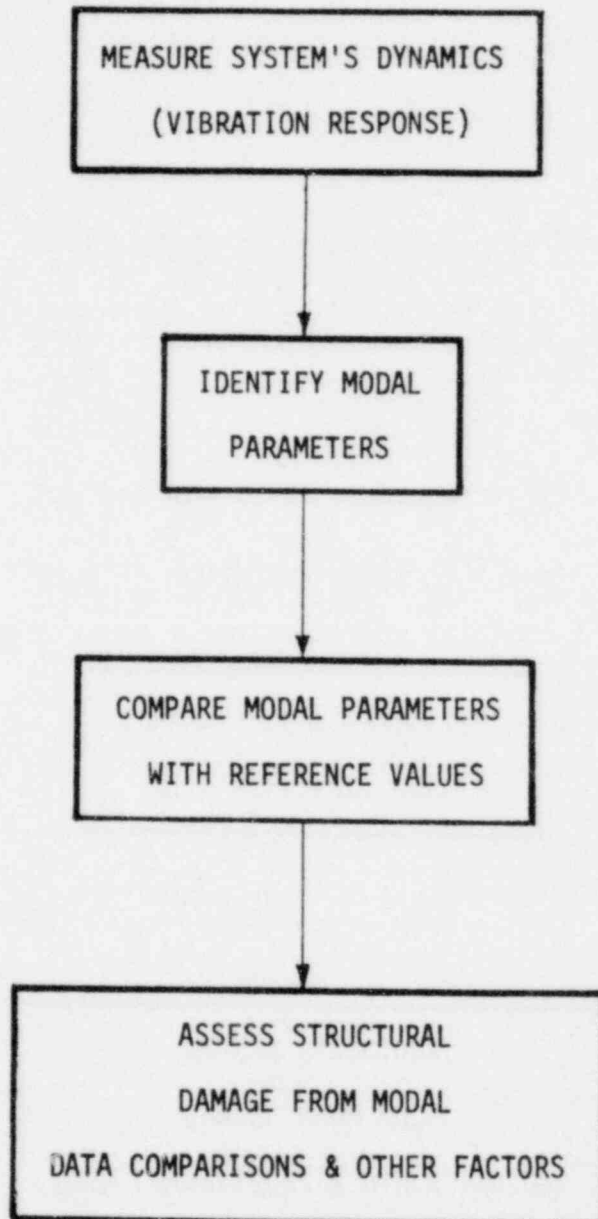 MEASURE SYSTEM'S DYNAMICS
(VIBRATION RESPONSE)
IDENTIFY MODAL
PARAMETERS
COMPARE MODAL PARAMETERS
WITH REFERENCE VALUES
ASSESS STRUCTURAL
DAMAGE FROM MODAL
DATA COMPARISONS & OTHER FACTORS